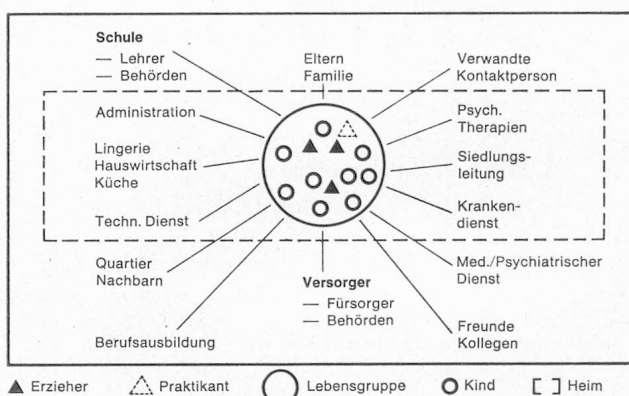 Schule
— Lehrer
— Behörden
Eltern
Familie
Verwandte
Kontaktperson
Administration
Psych.
Therapien
Lingerie
Hauswirtschaft
Küche
Siedlungs-
leitung
Techn. Dienst
Kranken-
dienst
Quartier
Nachbarn
Versorger
— Fürsorger
— Behörden
Med./Psychiatrischer
Dienst
Berufsausbildung
Freunde
Kollegen
Erzieher Praktikant Lebensgruppe Kind Heim